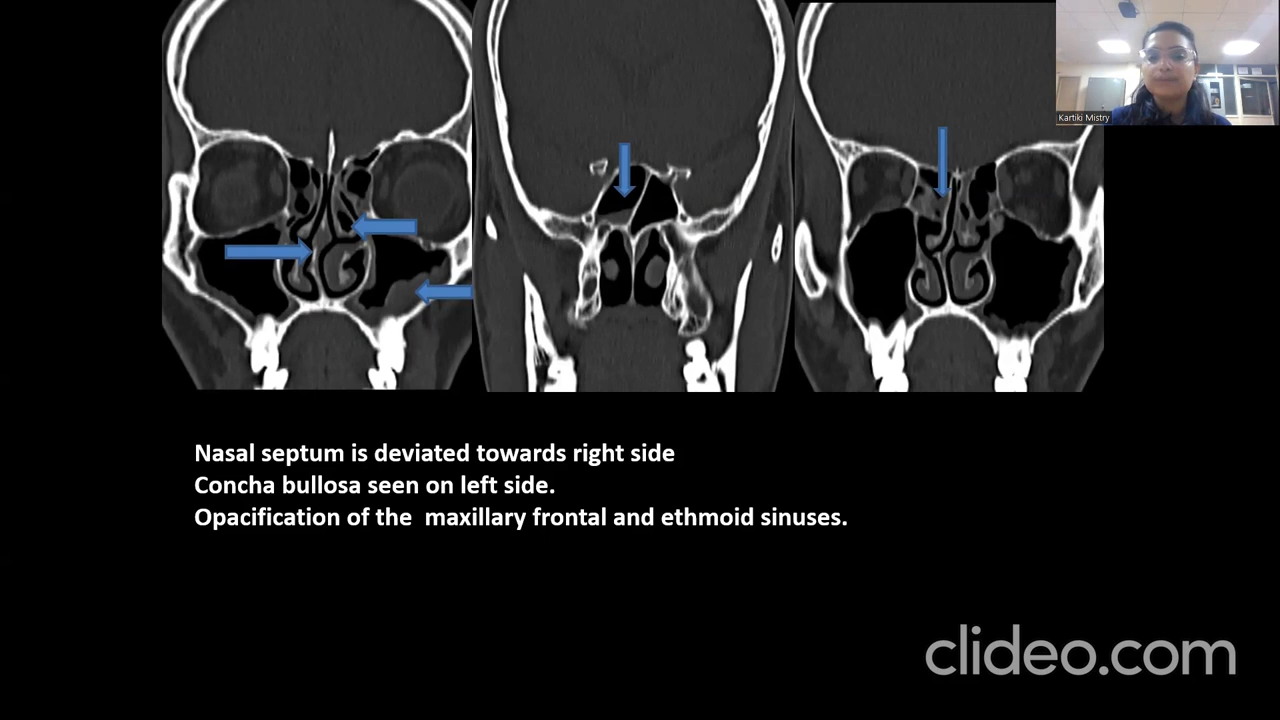 Kartiki Mistry
Nasal septum is deviated towards right side
Concha bullosa seen on left side.
Opacification of the  maxillary frontal and ethmoid sinuses.
clideo.com